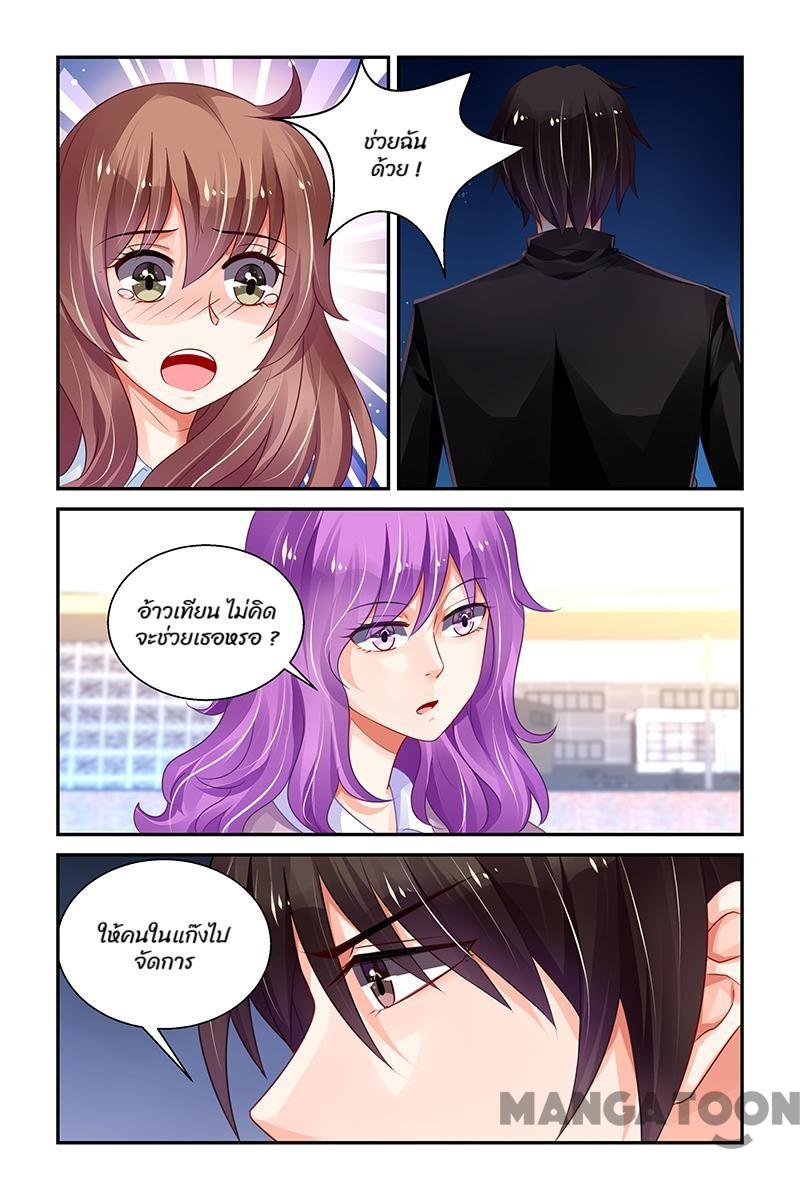 ช่วยฉัน
ด้วย !
อ้าวเทียน ไม่คิด
จะช่วยเธอหรอ ?
ให้คนในแก๊งไป
จัดการ
MANGATOON